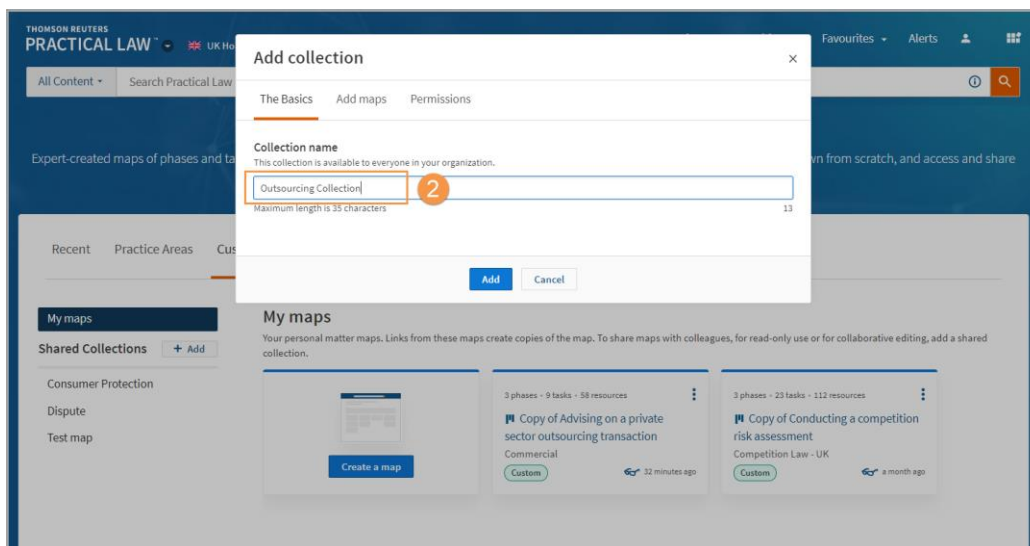 THOMSON REUTERS
PRACTICAL LAW™ UK Ho
Favourites Alerts
All Content Search Practical Law
Expert-created maps of phases and ta
wn from scratch, and access and share
Add collection ×
The Basics Add maps Permissions
Collection name
This collection is available to everyone in your organization.
Outsourcing Collection 2
Maximum length is 35 characters 13
Add Cancel
Recent Practice Areas Cus
My maps
Shared Collections + Add
Consumer Protection
Dispute
Test map
My maps
Your personal matter maps. Links from these maps create copies of the map. To share maps with colleagues, for read-only use or for collaborative editing, add a shared
collection.
Create a map
3 phases - 9 tasks - 58 resources
Copy of Advising on a private
sector outsourcing transaction
Commercial
Custom 32 minutes ago
3 phases - 23 tasks - 112 resources
Copy of Conducting a competition
risk assessment
Competition Law - UK
Custom a month ago